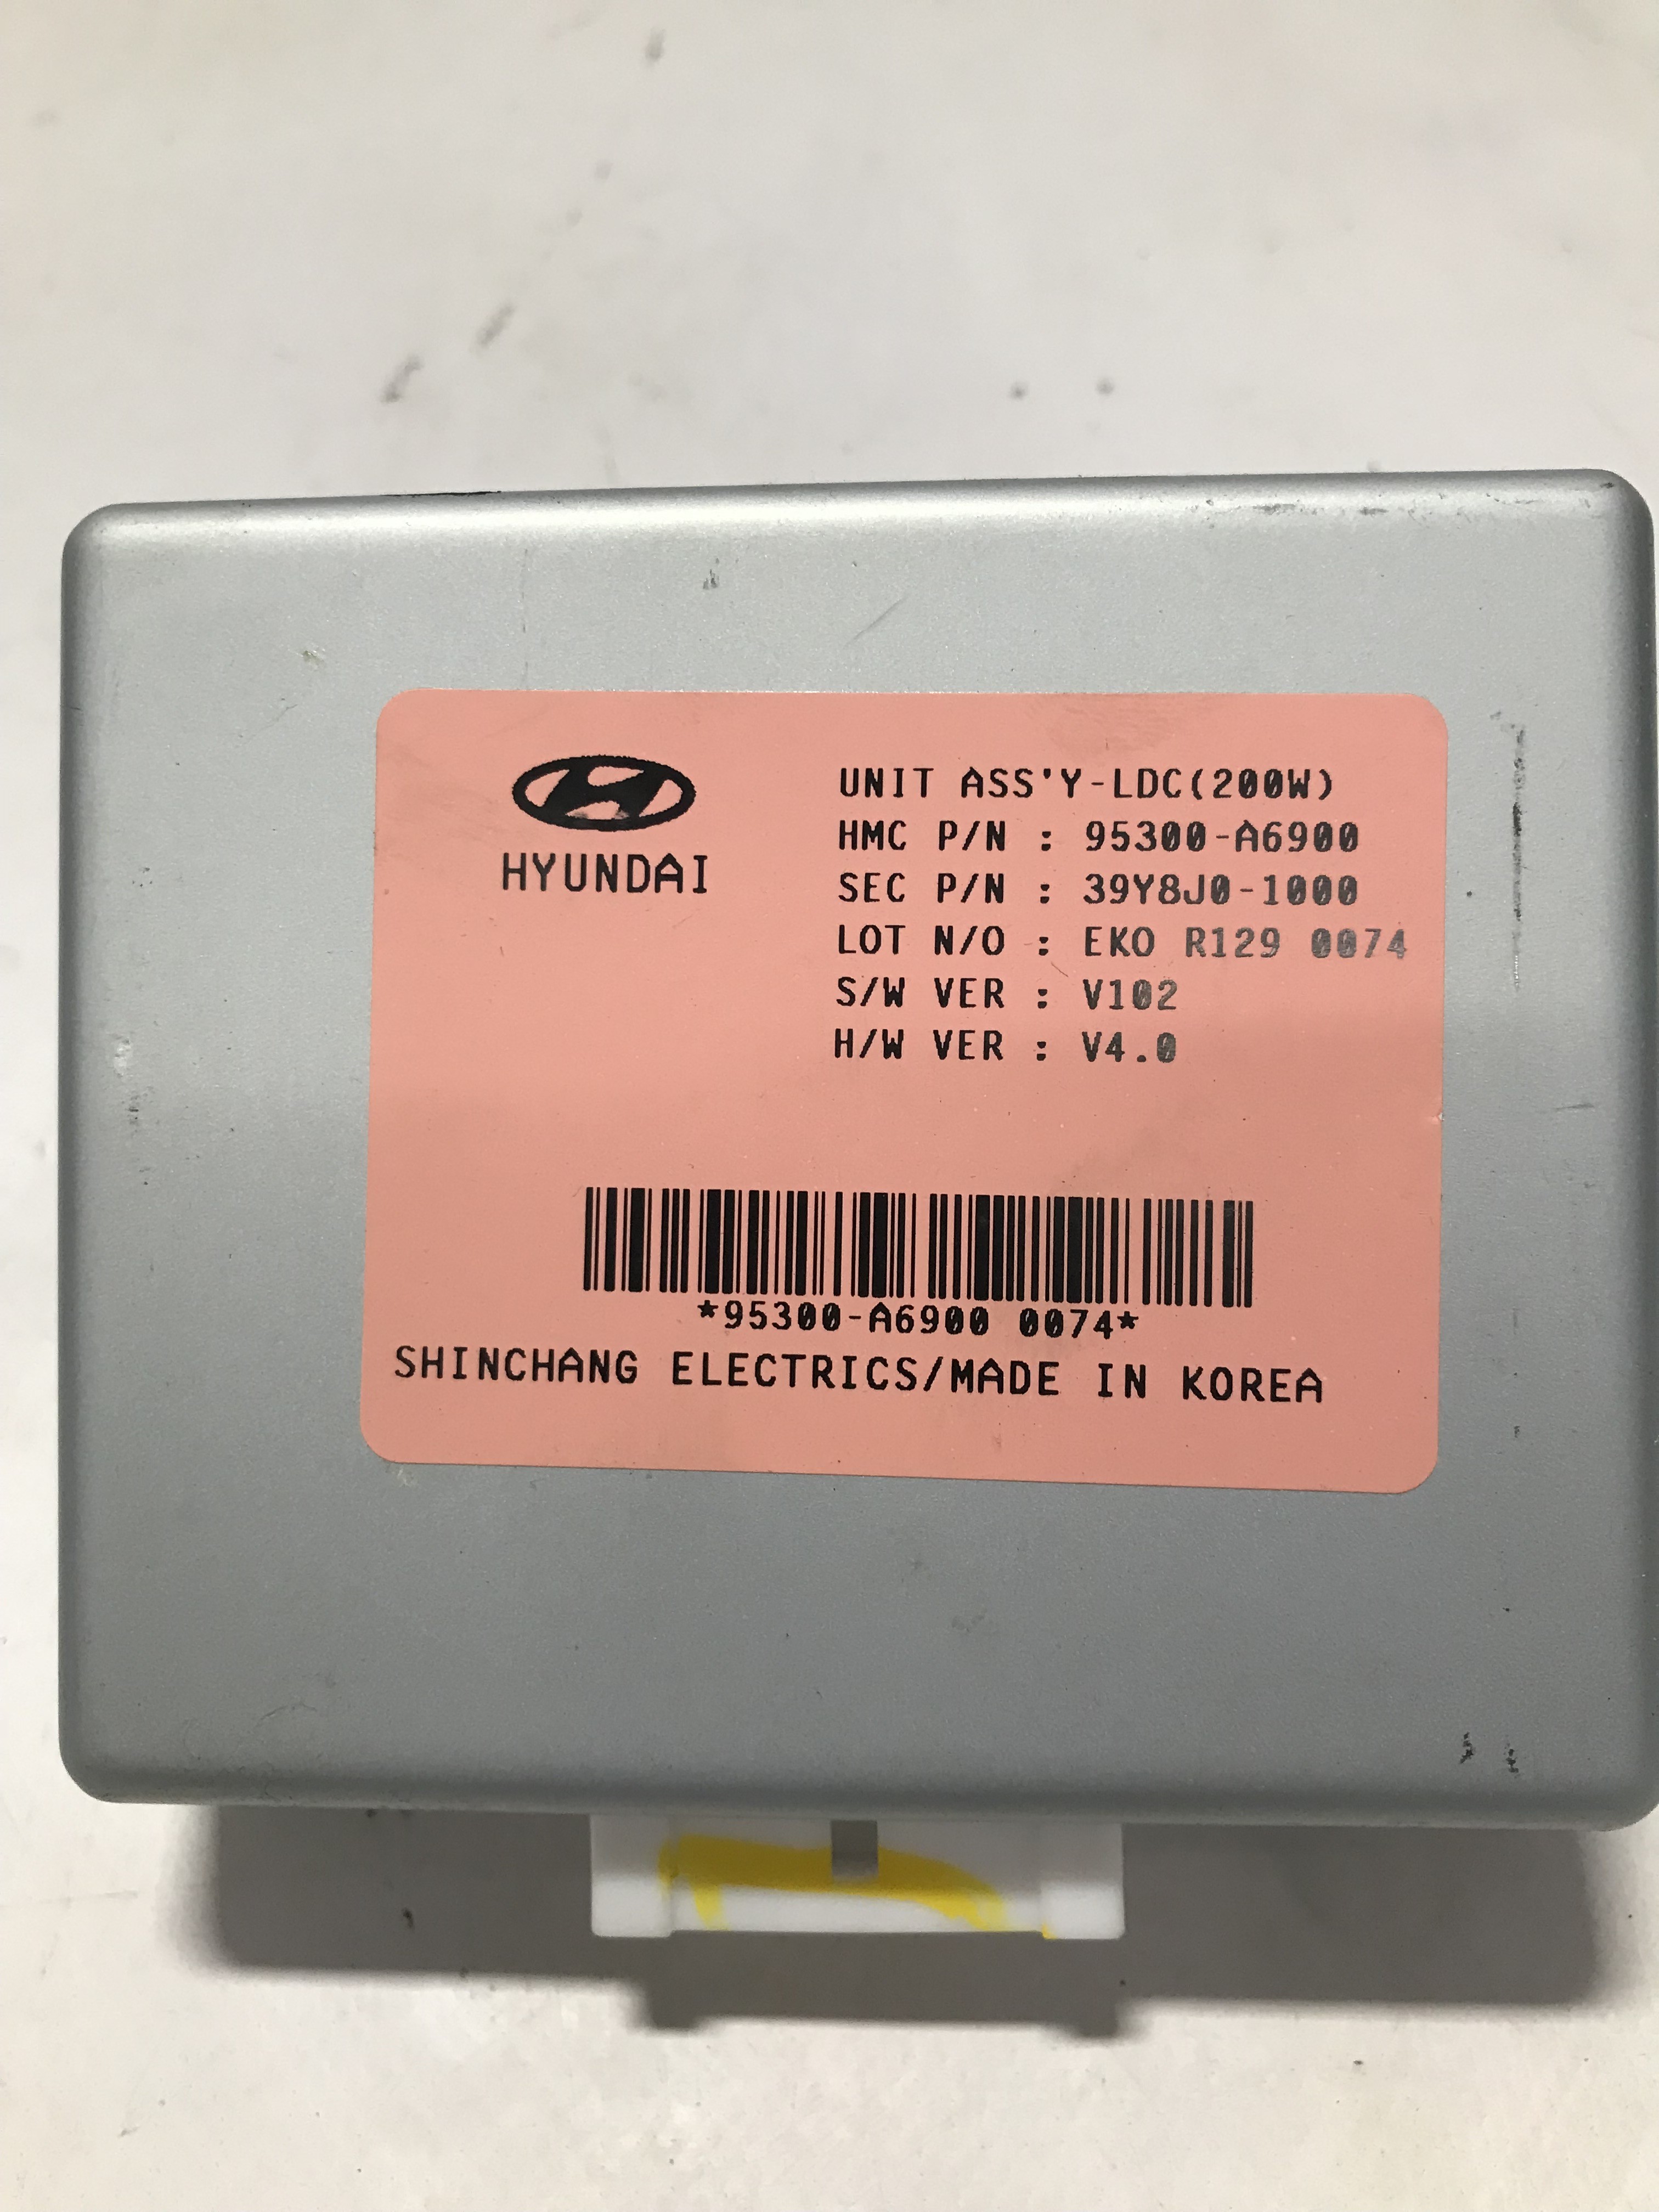 HYUNDAI
UNIT ASS'Y-LDC(200W)
HMC P/N : 95300-A6900
SEC P/N : 39Y8J0-1000
LOT N/O : EKO R129 0074
S/W VER : V102
H/W VER : V4.0
*95300-A6900 0074*
SHINCHANG ELECTRICS/MADE IN KOREA